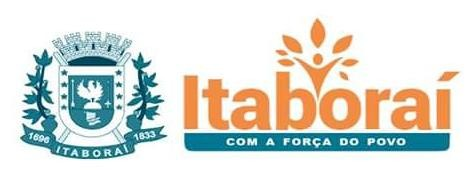 1696 1833
ITABORAÍ
Itaboraí
COM A FORÇA DO POVO